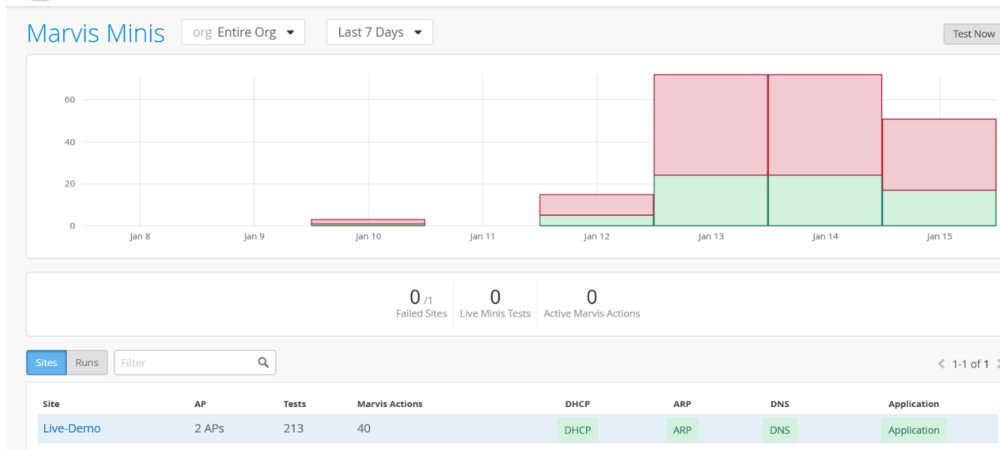 Marvis Minis org Entire Org Last 7 Days Test Now
60
40
20
0
Jan 8 Jan 9 Jan 10 Jan 11 Jan 12 Jan 13 Jan 14 Jan 15
0 /1 0 0
Failed Sites Live Minis Tests Active Marvis Actions
Sites Runs Filter 1-1 of 1
Site AP Tests Marvis Actions DHCP ARP DNS Application
Live-Demo 2 APs 213 40 DHCP ARP DNS Application